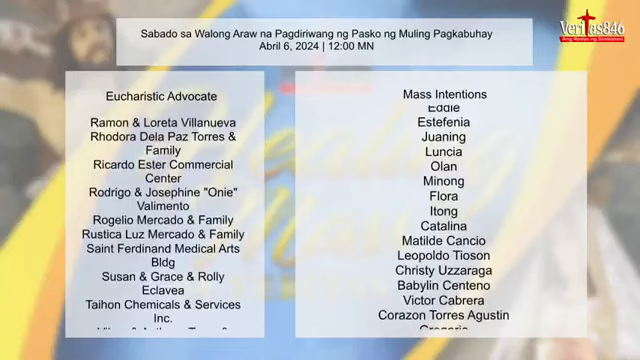 Sabado sa Walong Araw na Pagdiriwang ng Pasko ng Muling Pagkabuhay
Abril 6, 2024 | 12:00 MN
Veritas846
Ang Radyo ng Simbahan
Eucharistic Advocate
Ramon & Loreta Villanueva
Rhodora Dela Paz Torres &
Family
Ricardo Ester Commercial
Center
Rodrigo & Josephine "Onie"
Valimento
Rogelio Mercado & Family
Rustica Luz Mercado & Family
Saint Ferdinand Medical Arts
Bldg
Susan & Grace & Rolly
Eclavea
Taihon Chemicals & Services
Inc.
Mass Intentions
Eddie
Estefenia
Juaning
Luncia
Olan
Minong
Flora
Itong
Catalina
Matilde Cancio
Leopoldo Tioson
Christy Uzzaraga
Babylin Centeno
Victor Cabrera
Corazon Torres Agustin